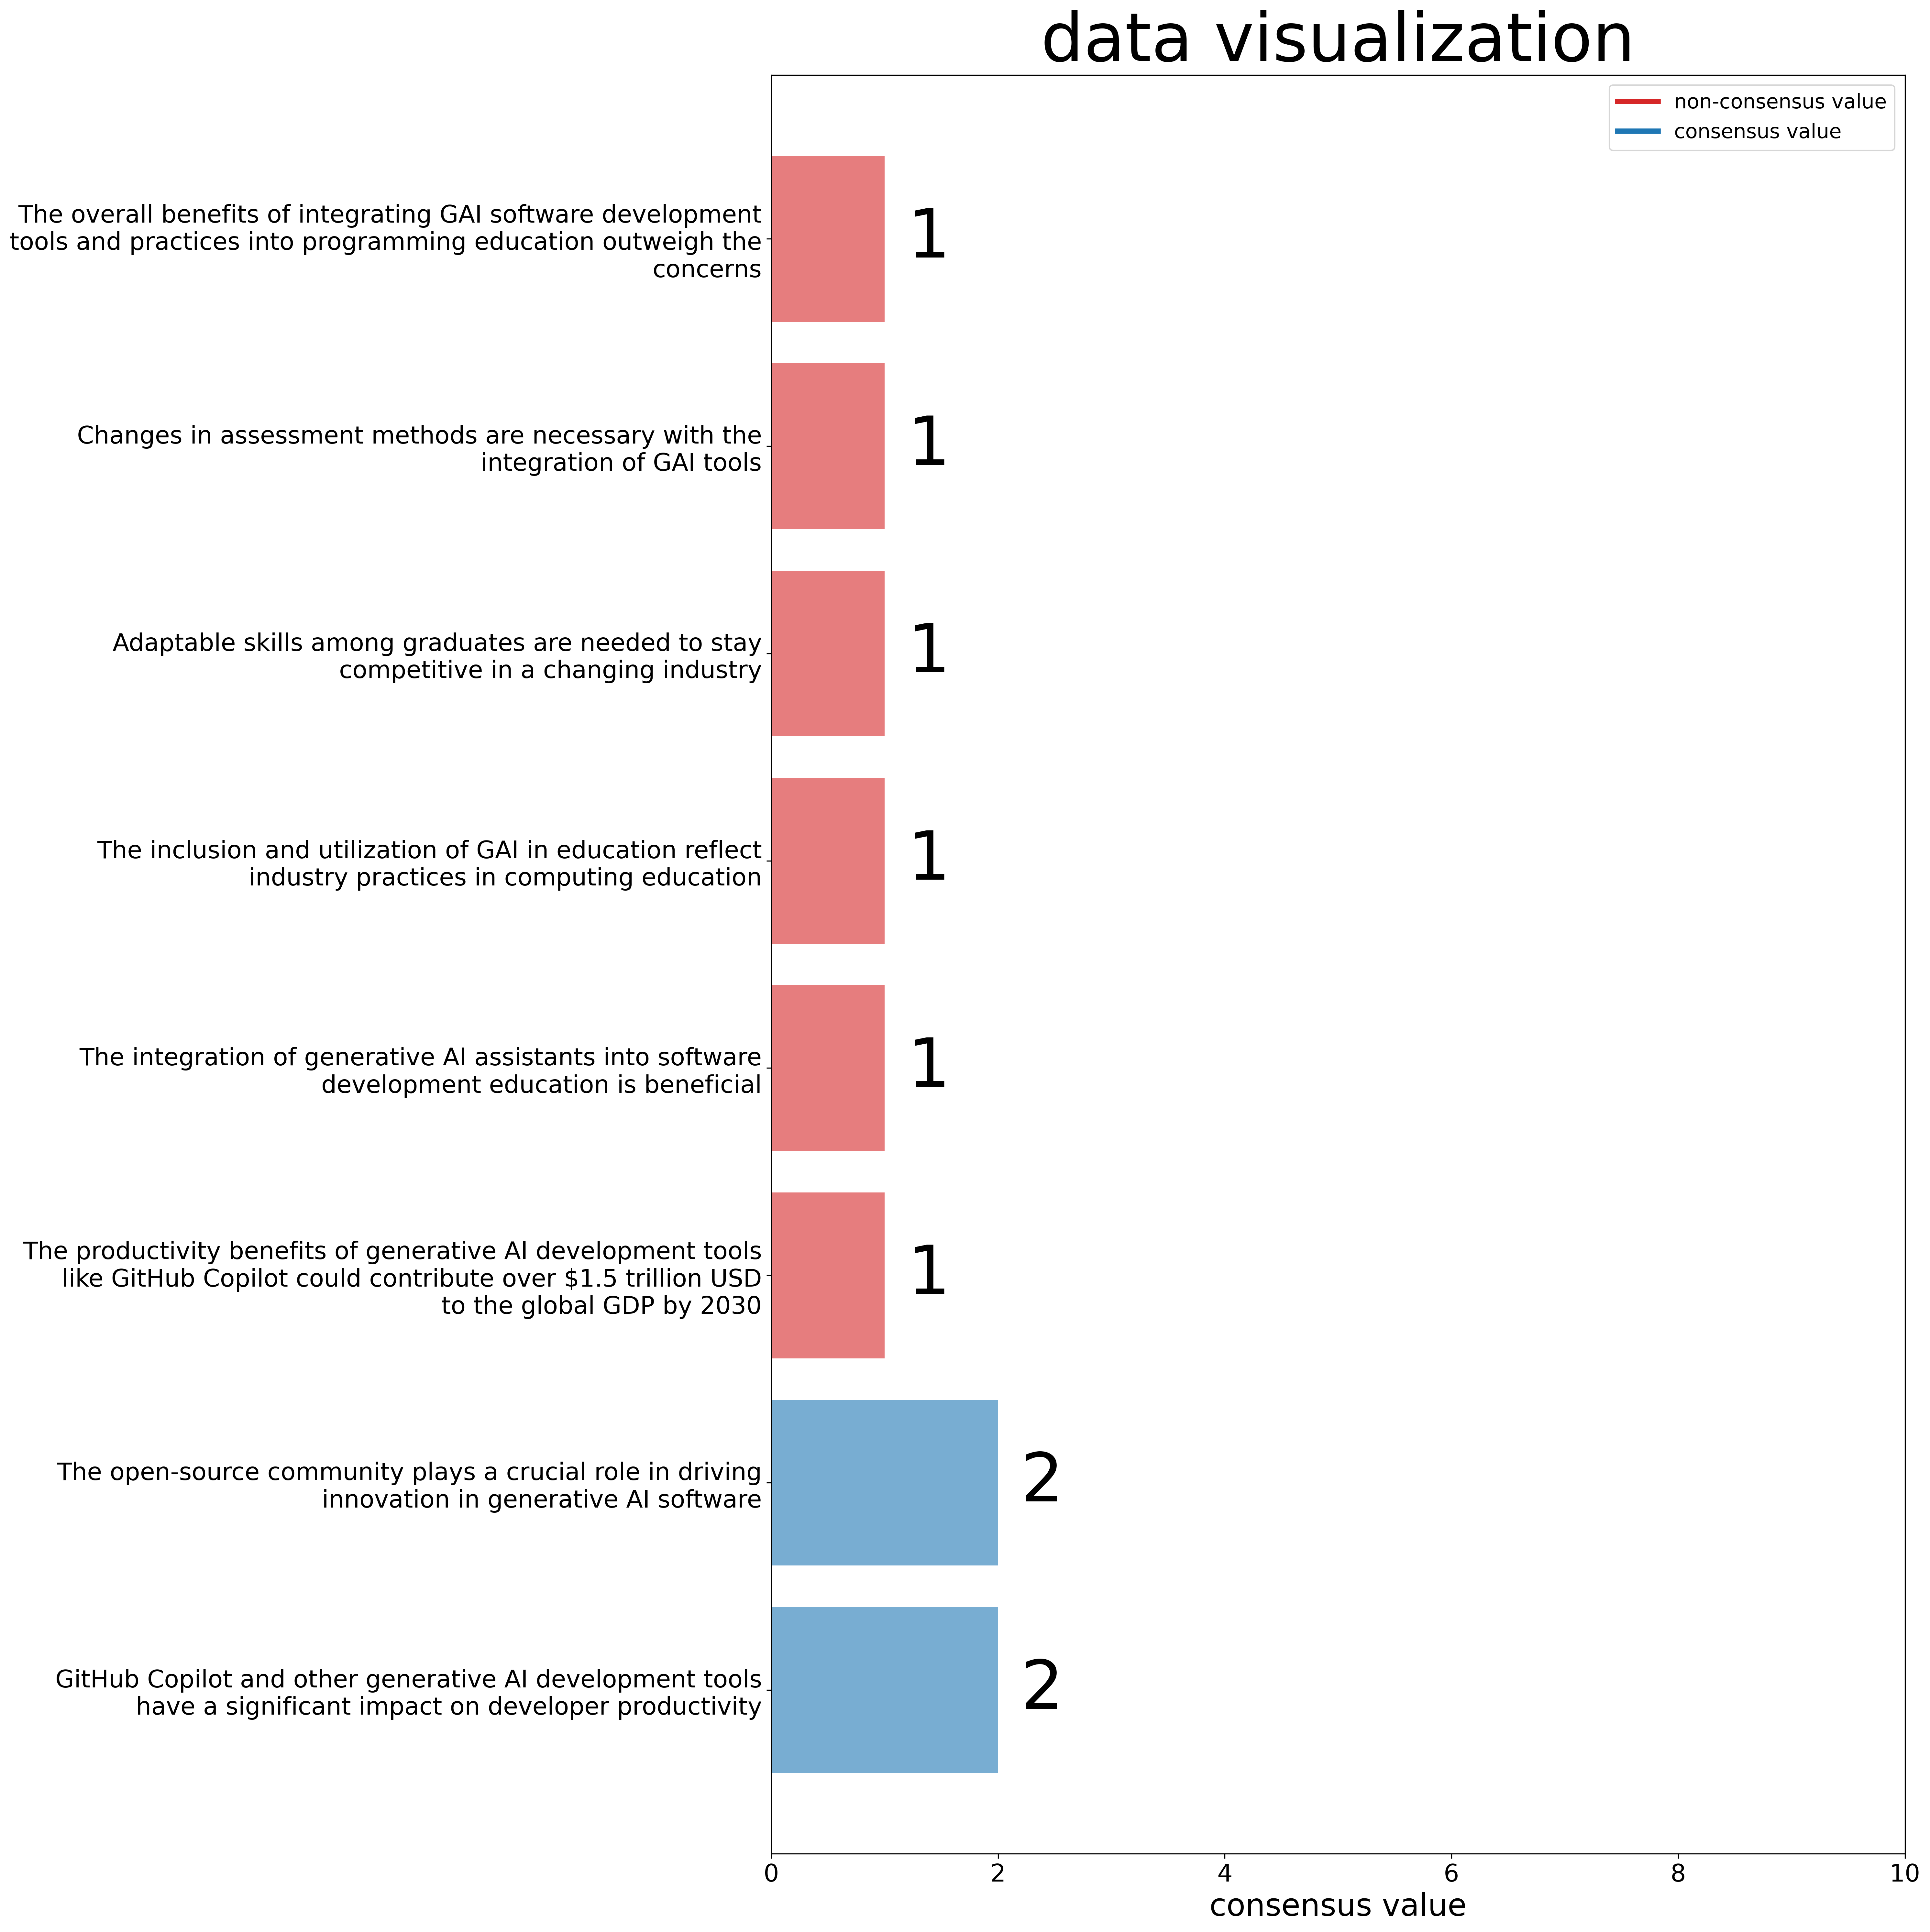 data visualization
non-consensus value
consensus value
The overall benefits of integrating GAI software development
tools and practices into programming education outweigh the
concerns
1
Changes in assessment methods are necessary with the
integration of GAI tools
1
Adaptable skills among graduates are needed to stay
competitive in a changing industry
1
The inclusion and utilization of GAI in education reflect
industry practices in computing education
1
The integration of generative AI assistants into software
development education is beneficial
1
The productivity benefits of generative AI development tools
like GitHub Copilot could contribute over $1.5 trillion USD
to the global GDP by 2030
1
The open-source community plays a crucial role in driving
innovation in generative AI software
2
GitHub Copilot and other generative AI development tools
have a significant impact on developer productivity
2
0 2 4 6 8 10
consensus value